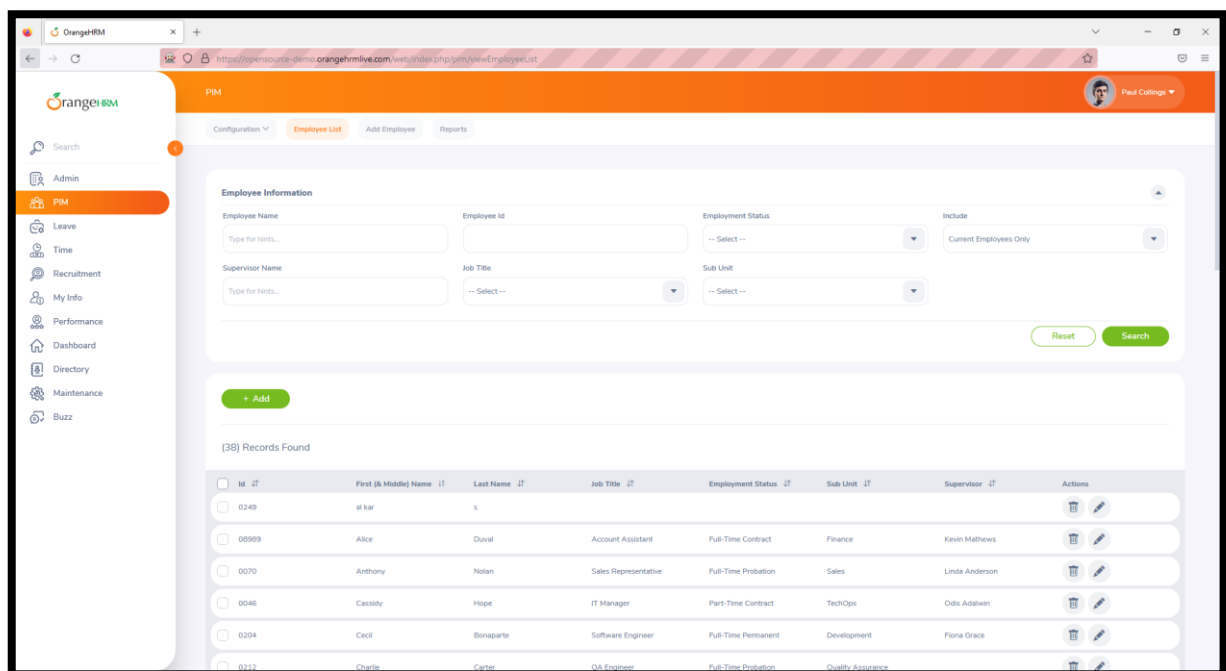 OrangeHRM
https://opensource-demo.orangehrmlive.com/web/index.php/pim/viewEmployeeList
OrangeHRM
PIM
Paul Collings
Configuration
Employee List
Add Employee
Reports
Search
Admin
PIM
Leave
Time
Recruitment
My Info
Performance
Dashboard
Directory
Maintenance
Buzz
Employee Information
Employee Name Employee Id Employment Status Include
Type for hints... -- Select -- Current Employees Only
Supervisor Name Job Title Sub Unit
Type for hints... -- Select -- -- Select --
Reset Search
+ Add
(38) Records Found
Id First (& Middle) Name Last Name Job Title Employment Status Sub Unit Supervisor Actions
0249 al kar s
08989 Alice Duval Account Assistant Full-Time Contract Finance Kevin Mathews
0070 Anthony Nolan Sales Representative Full-Time Probation Sales Linda Anderson
0046 Cassidy Hope IT Manager Part-Time Contract TechOps Odis Adalwin
0204 Cecil Bonaparte Software Engineer Full-Time Permanent Development Fiona Grace
0212 Charlie Carter QA Engineer Full-Time Probation Quality Assurance